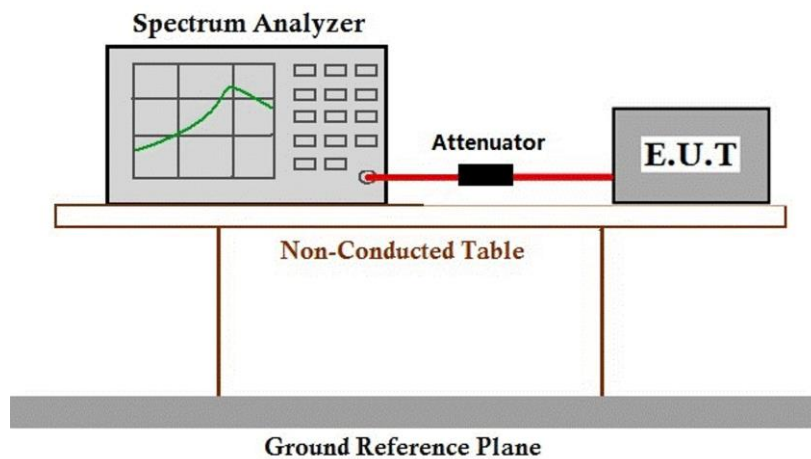 Spectrum Analyzer
Attenuator
E.U.T
Non-Conducted Table
Ground Reference Plane